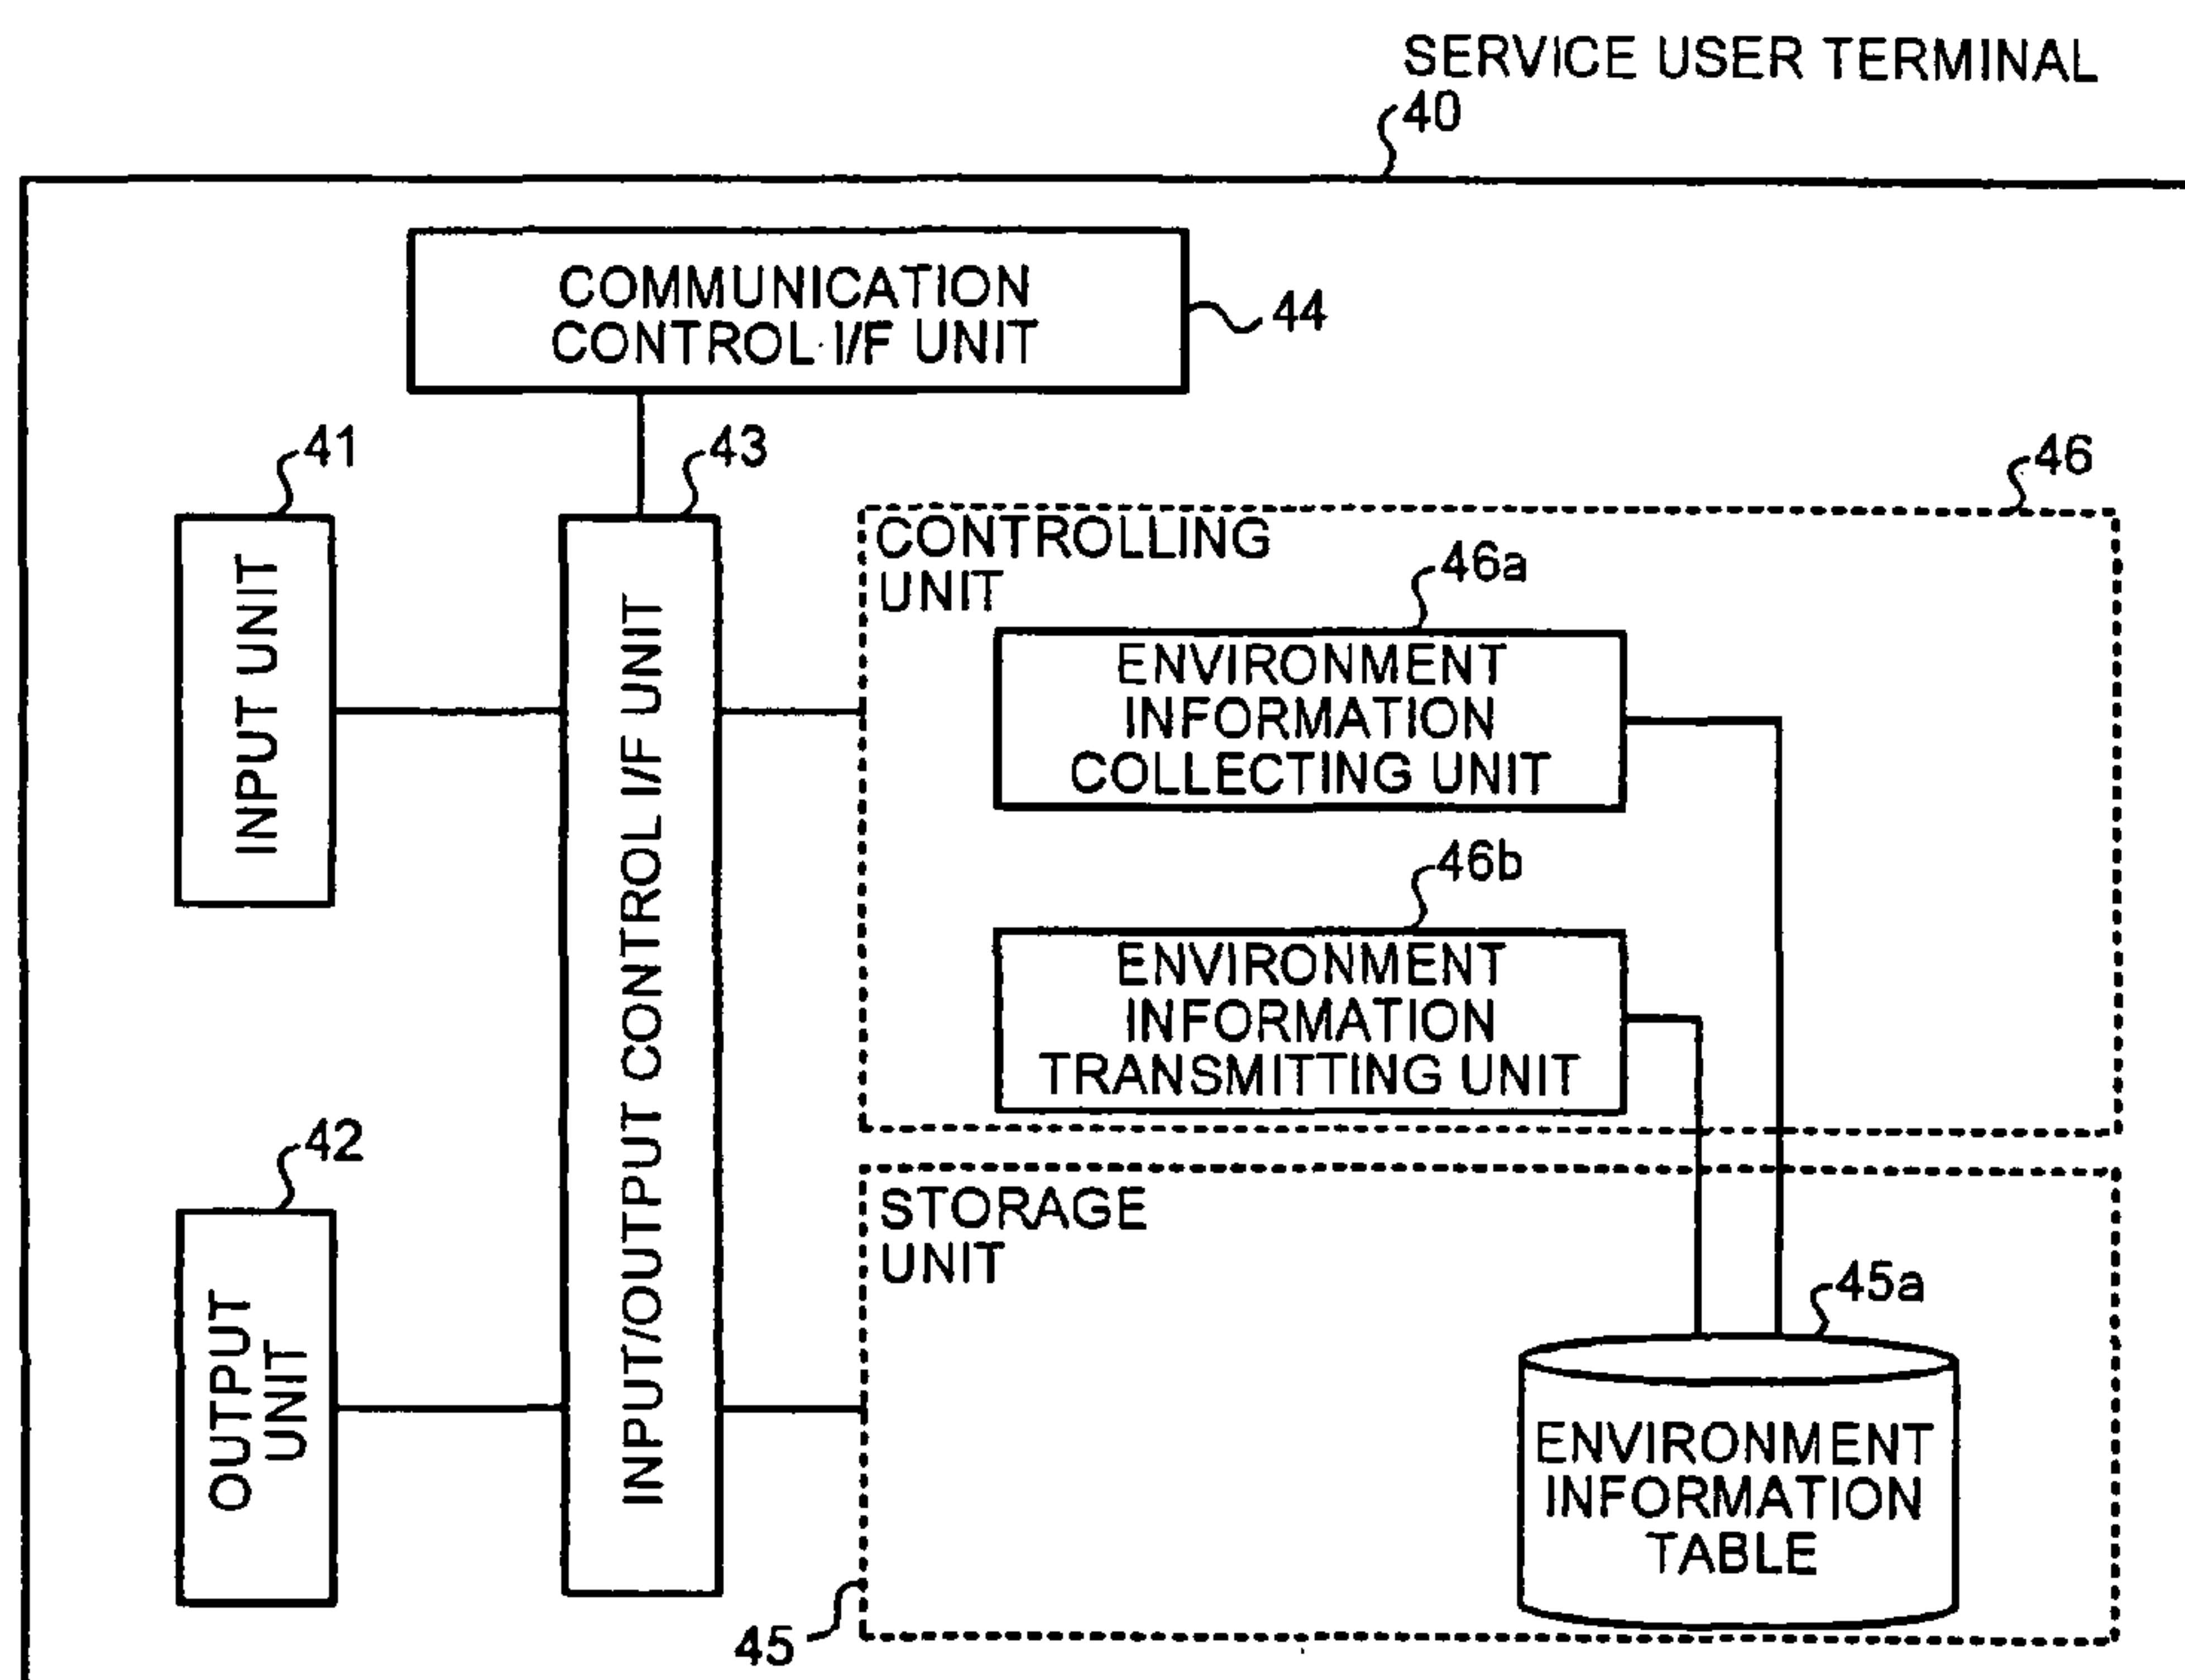 SERVICE USER TERMINAL
40
COMMUNICATION
CONTROL I/F UNIT
44
41
43
46
INPUT UNIT
INPUT/OUTPUT CONTROL I/F UNIT
CONTROLLING
UNIT
46a
ENVIRONMENT
INFORMATION
COLLECTING UNIT
46b
ENVIRONMENT
INFORMATION
TRANSMITTING UNIT
42
OUTPUT
UNIT
STORAGE
UNIT
45a
ENVIRONMENT
INFORMATION
TABLE
45